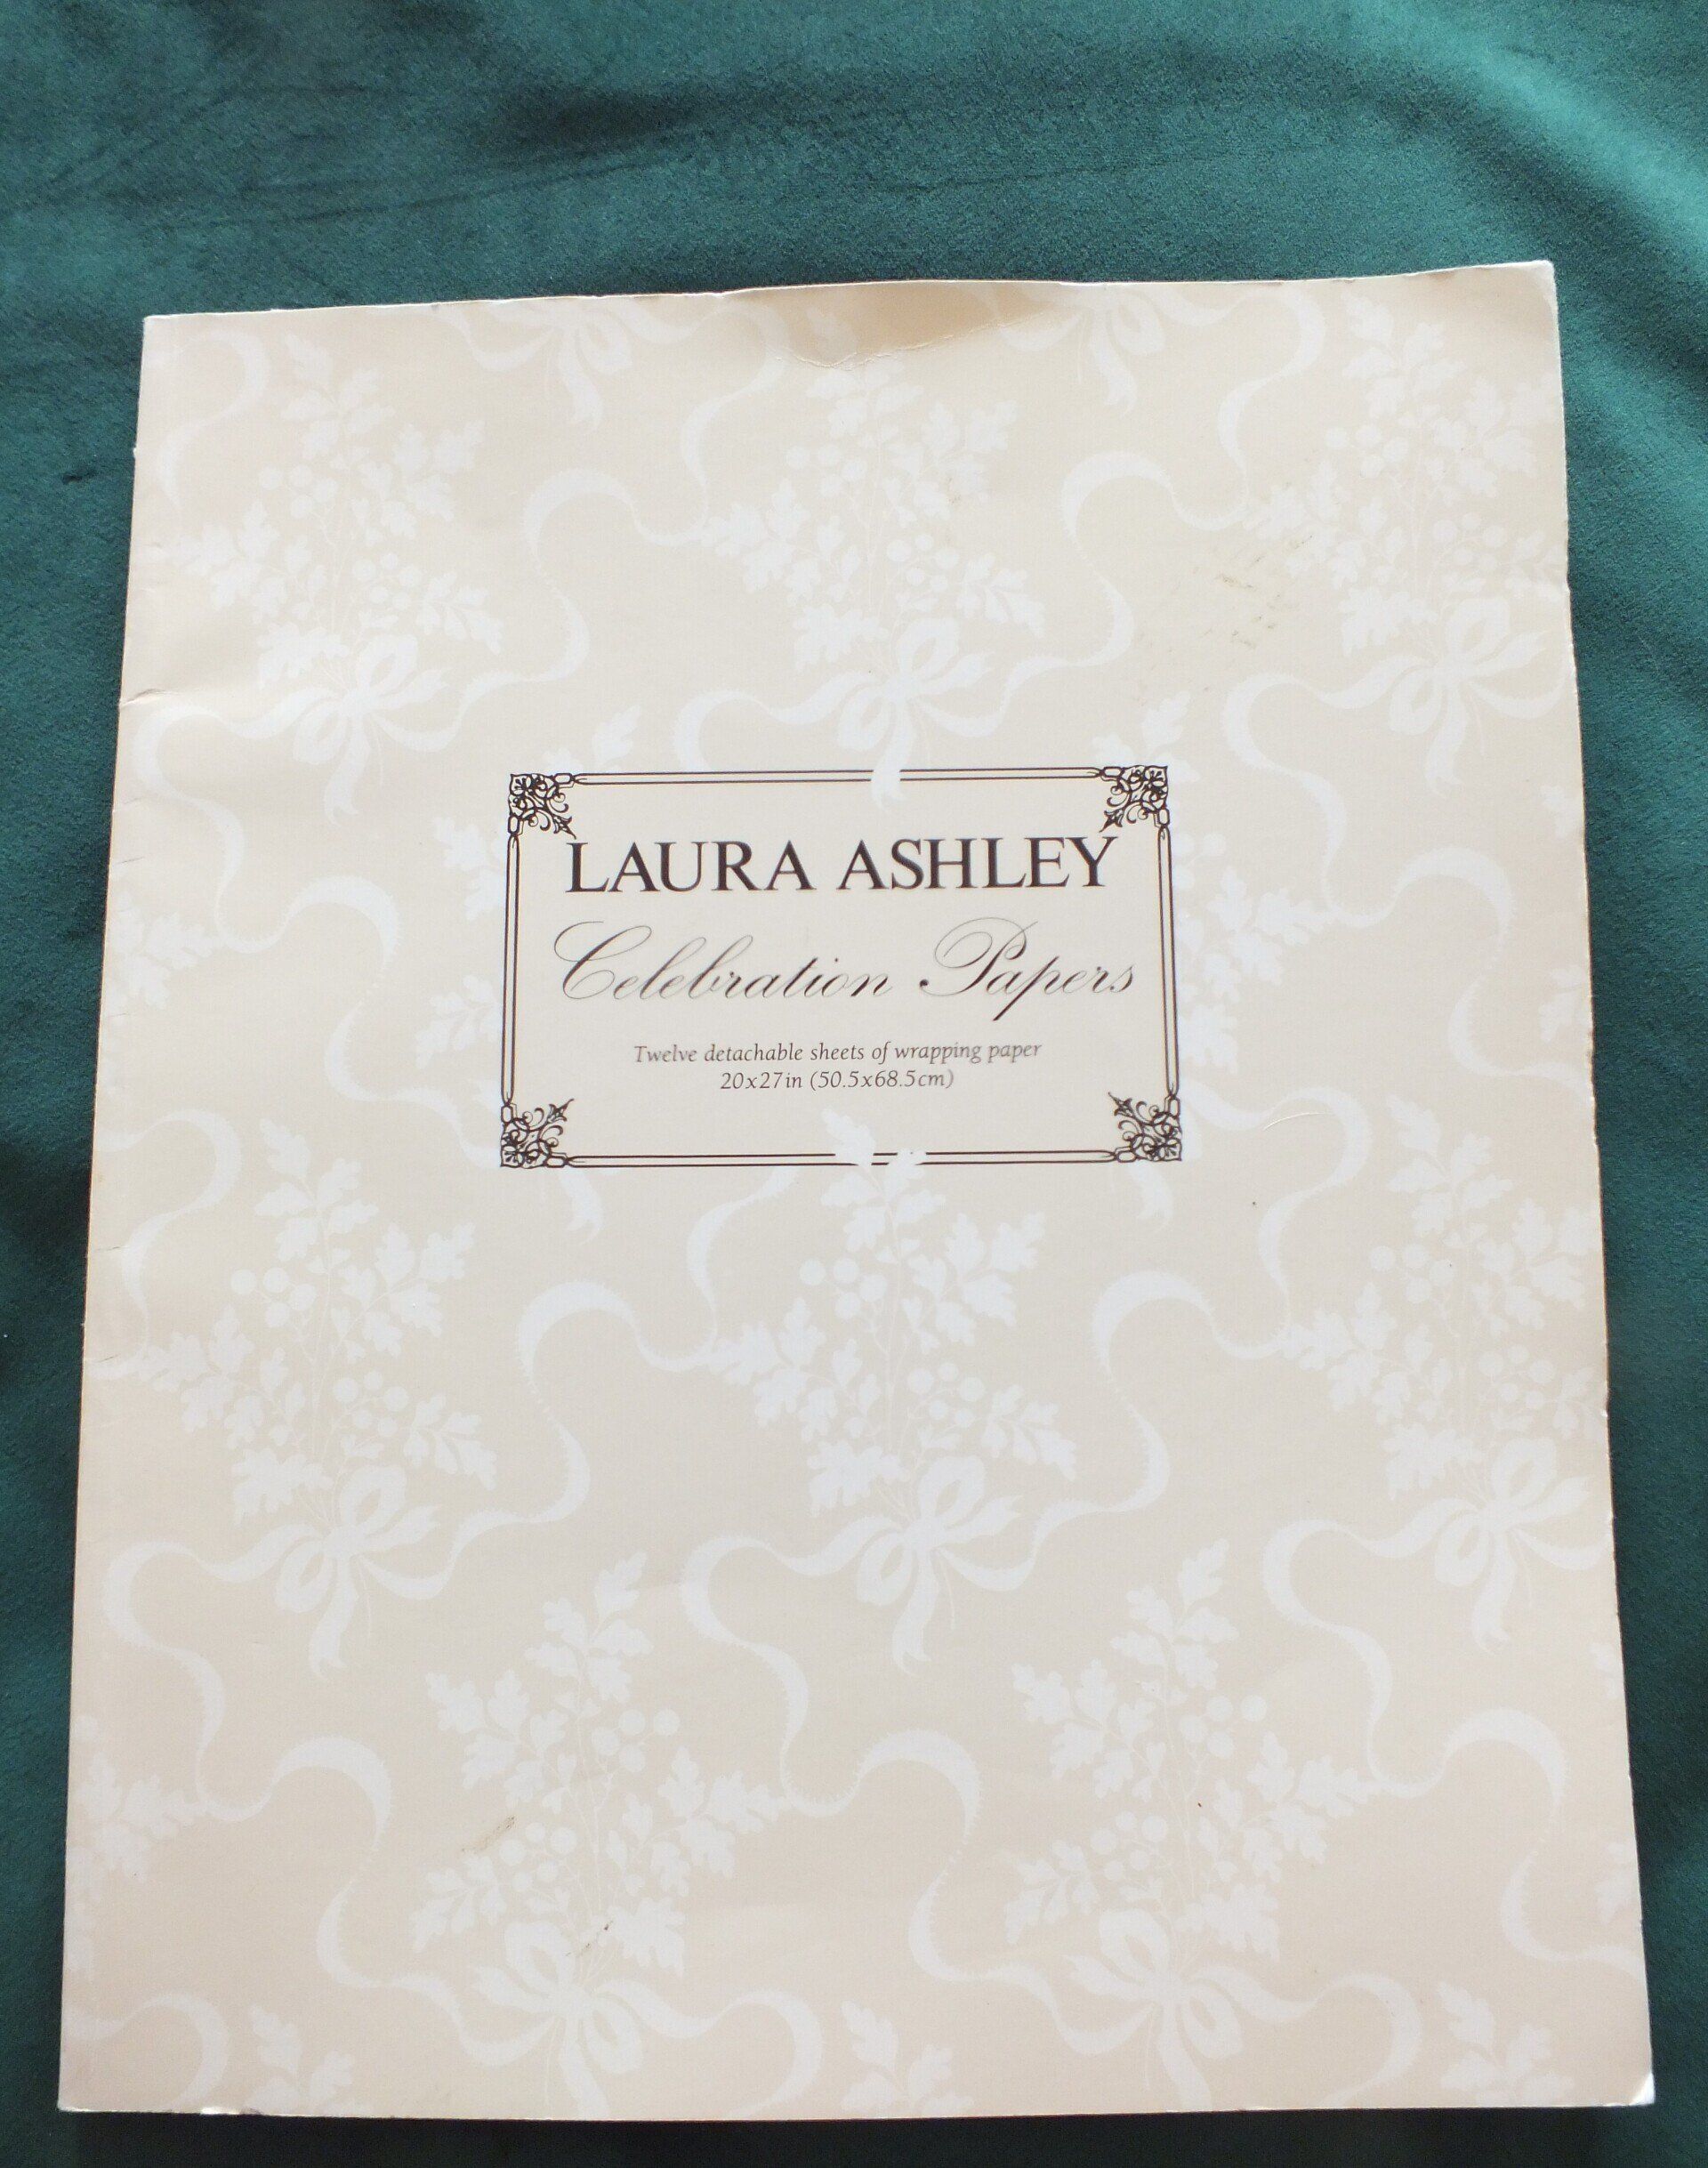 LAURA ASHLEY
Celebration Papers
Twelve detachable sheets of wrapping paper
20x27in (50.5x68.5cm)